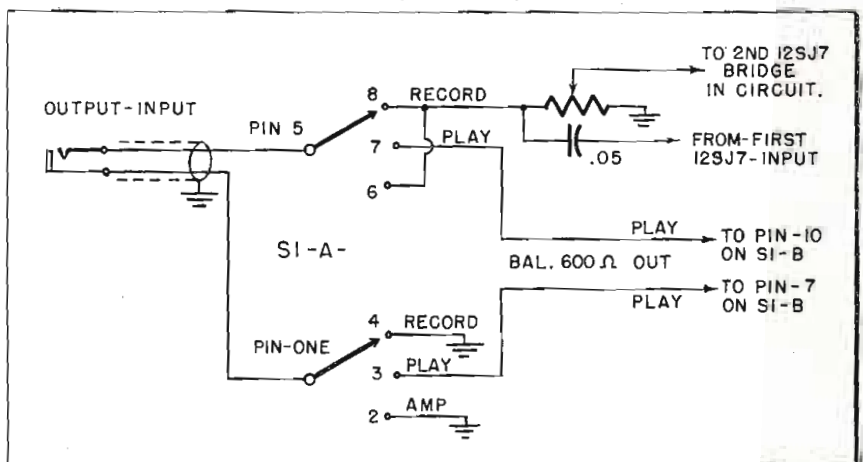 TO 2ND 12SJ7
BRIDGE
IN CIRCUIT.
OUTPUT-INPUT
PIN 5
8
RECORD
7
PLAY
6
.05
FROM-FIRST
12SJ7-INPUT
S1-A-
PLAY
TO PIN-10
ON S1-B
BAL. 600Ω OUT
TO PIN-7
ON S1-B
PLAY
4
RECORD
PIN-ONE
3
PLAY
2
AMP